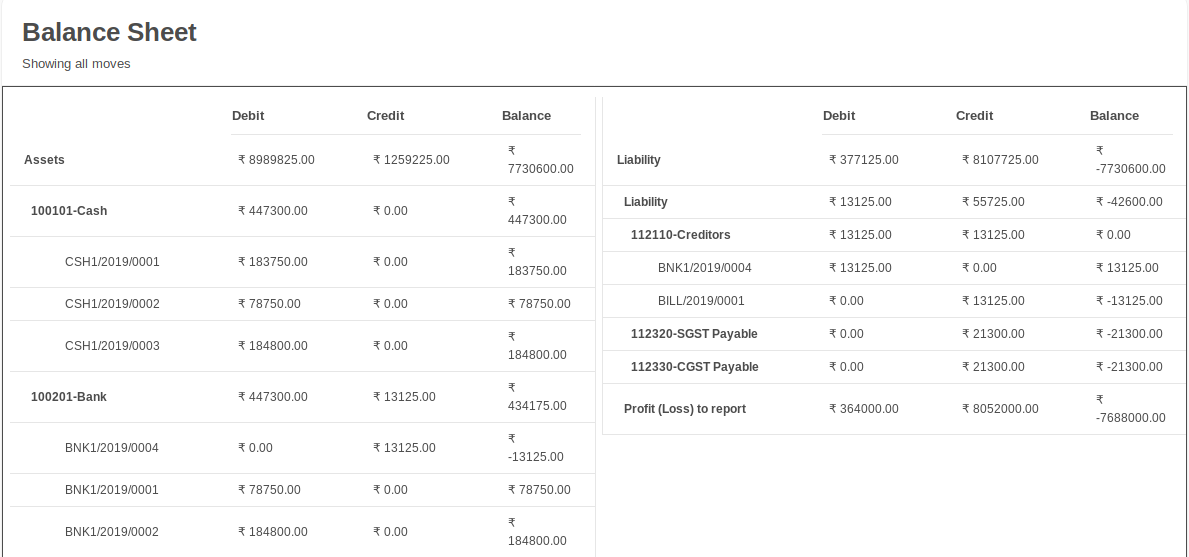 Balance Sheet
Showing all moves
Debit Credit Balance
Assets ₹ 8989825.00 ₹ 1259225.00 ₹
7730600.00
100101-Cash ₹ 447300.00 ₹ 0.00 ₹
447300.00
CSH1/2019/0001 ₹ 183750.00 ₹ 0.00 ₹
183750.00
CSH1/2019/0002 ₹ 78750.00 ₹ 0.00 ₹ 78750.00
CSH1/2019/0003 ₹ 184800.00 ₹ 0.00 ₹
184800.00
100201-Bank ₹ 447300.00 ₹ 13125.00 ₹
434175.00
BNK1/2019/0004 ₹ 0.00 ₹ 13125.00 ₹
-13125.00
BNK1/2019/0001 ₹ 78750.00 ₹ 0.00 ₹ 78750.00
BNK1/2019/0002 ₹ 184800.00 ₹ 0.00 ₹
184800.00
Debit Credit Balance
Liability ₹ 377125.00 ₹ 8107725.00 ₹
-7730600.00
Liability ₹ 13125.00 ₹ 55725.00 ₹ -42600.00
112110-Creditors ₹ 13125.00 ₹ 13125.00 ₹ 0.00
BNK1/2019/0004 ₹ 13125.00 ₹ 0.00 ₹ 13125.00
BILL/2019/0001 ₹ 0.00 ₹ 13125.00 ₹ -13125.00
112320-SGST Payable ₹ 0.00 ₹ 21300.00 ₹ -21300.00
112330-CGST Payable ₹ 0.00 ₹ 21300.00 ₹ -21300.00
Profit (Loss) to report ₹ 364000.00 ₹ 8052000.00 ₹
-7688000.00